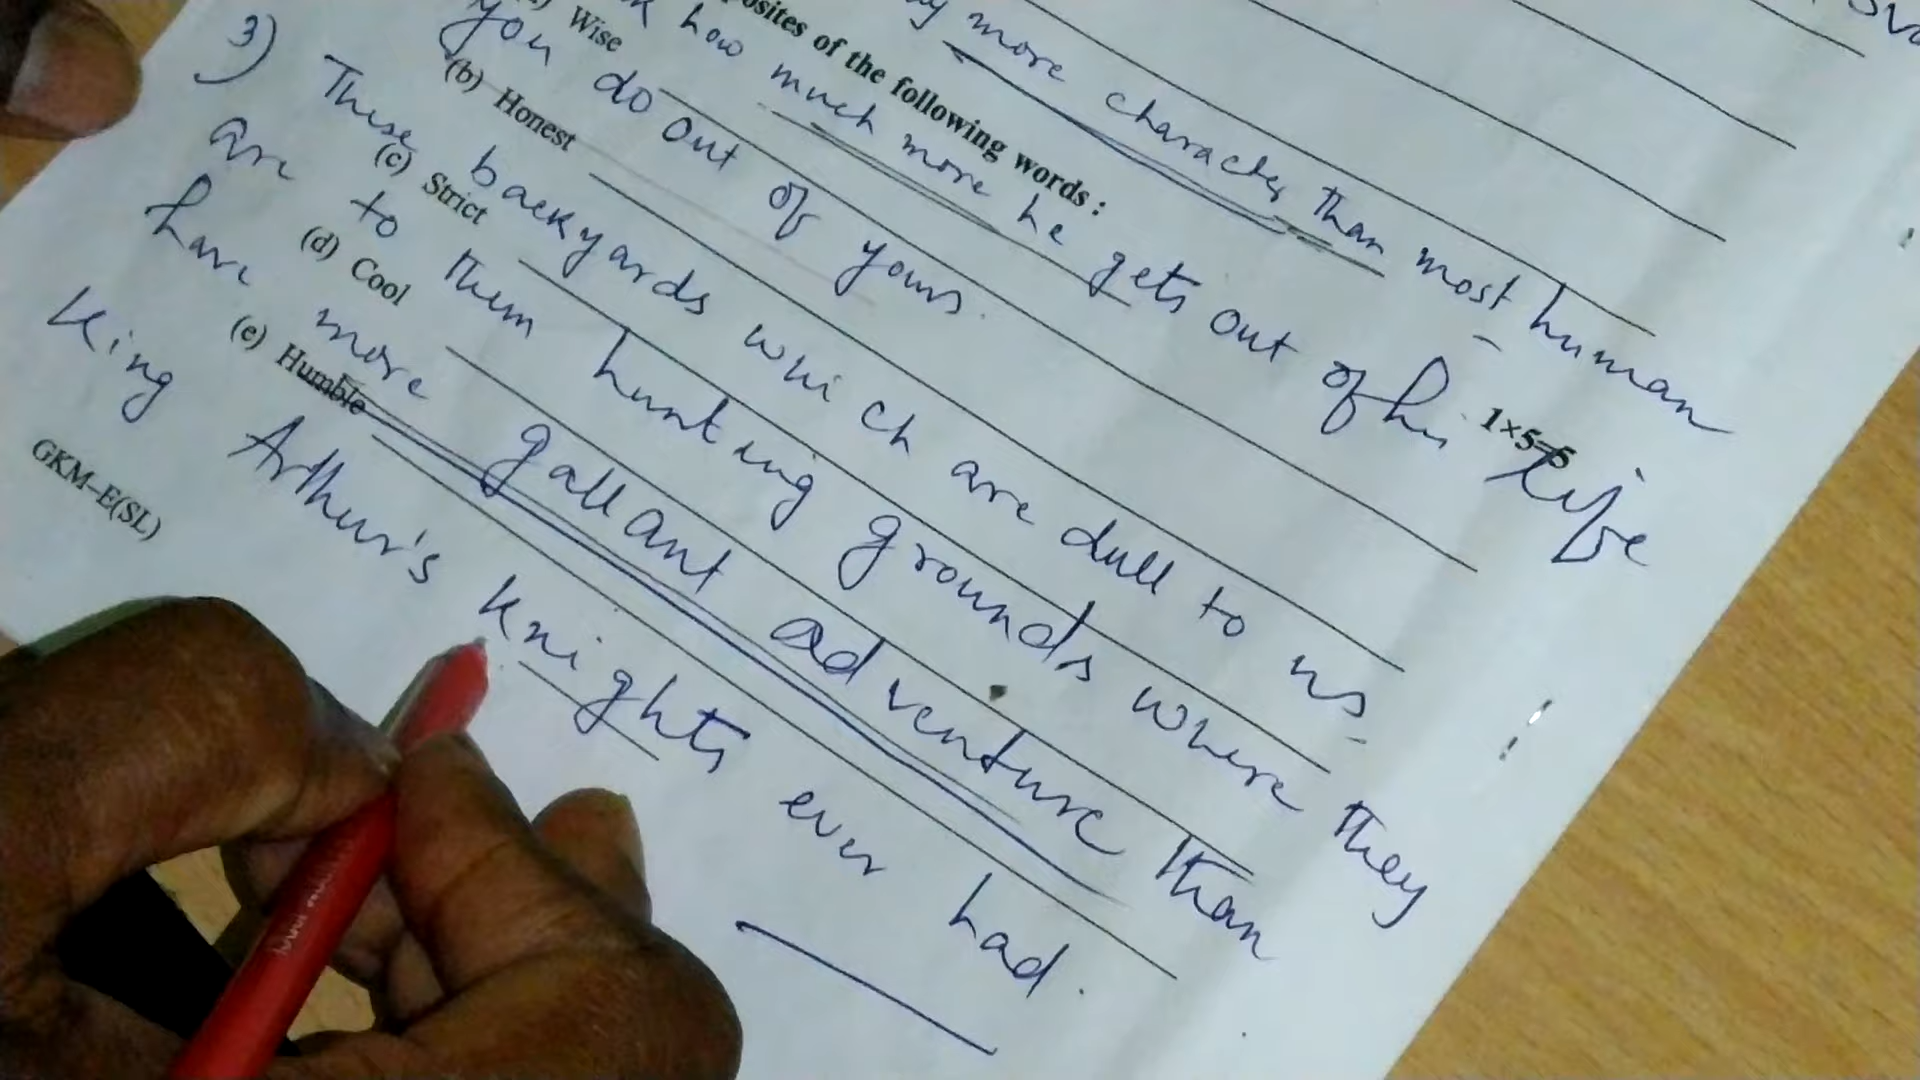 more character than most human
how much more he gets out of his life
you do out of yours.
3) These backyards which are dull to us
are to them hunting grounds where they
have more gallant adventure than
King Arthur's Knights ever had.
posites of the following words :
1×5=5
Wise
(b) Honest
(c) Strict
(d) Cool
(e) Humble
GKM–E(SL)